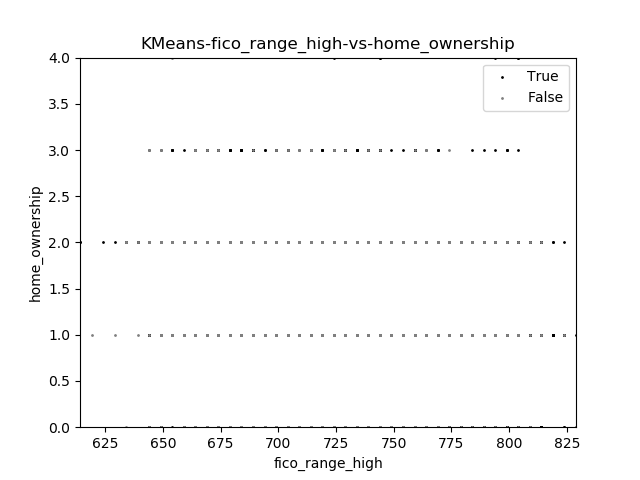 KMeans-fico_range_high-vs-home_ownership
True
False
4.0
3.5
3.0
2.5
2.0
1.5
1.0
0.5
0.0
home_ownership
625 650 675 700 725 750 775 800 825
fico_range_high